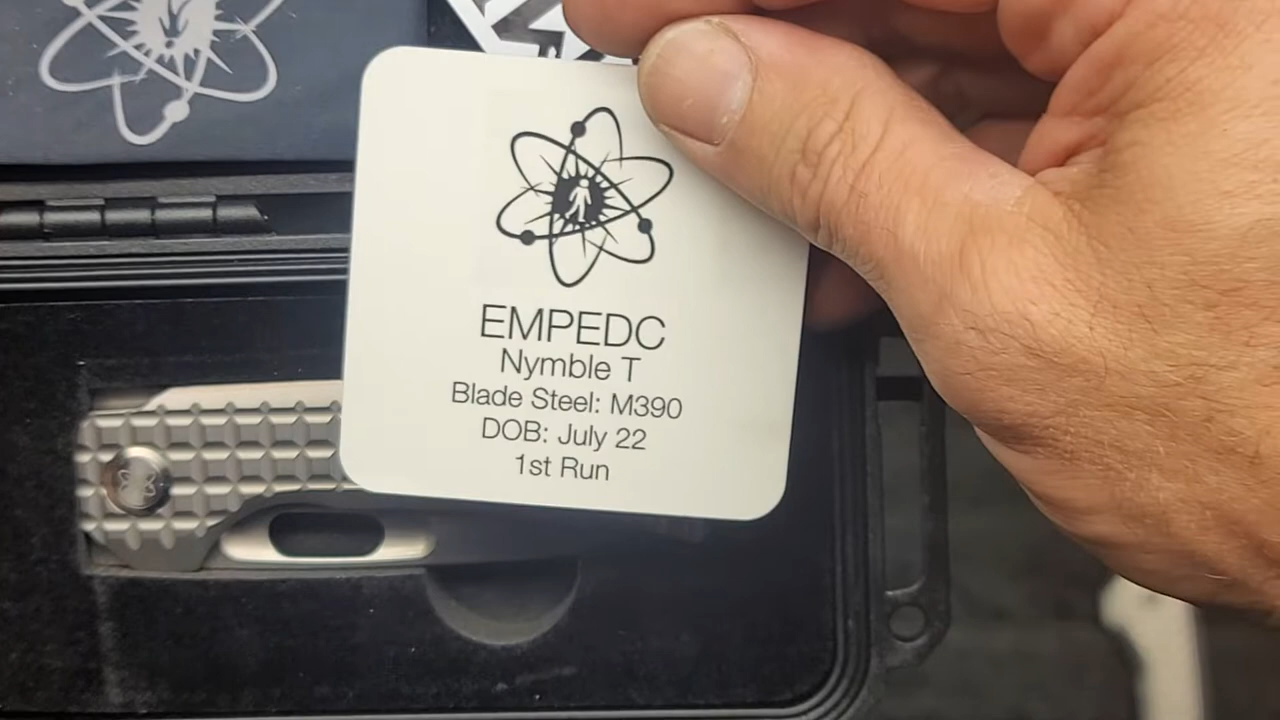 EMPEDC
Nymble T
Blade Steel: M390
DOB: July 22
1st Run